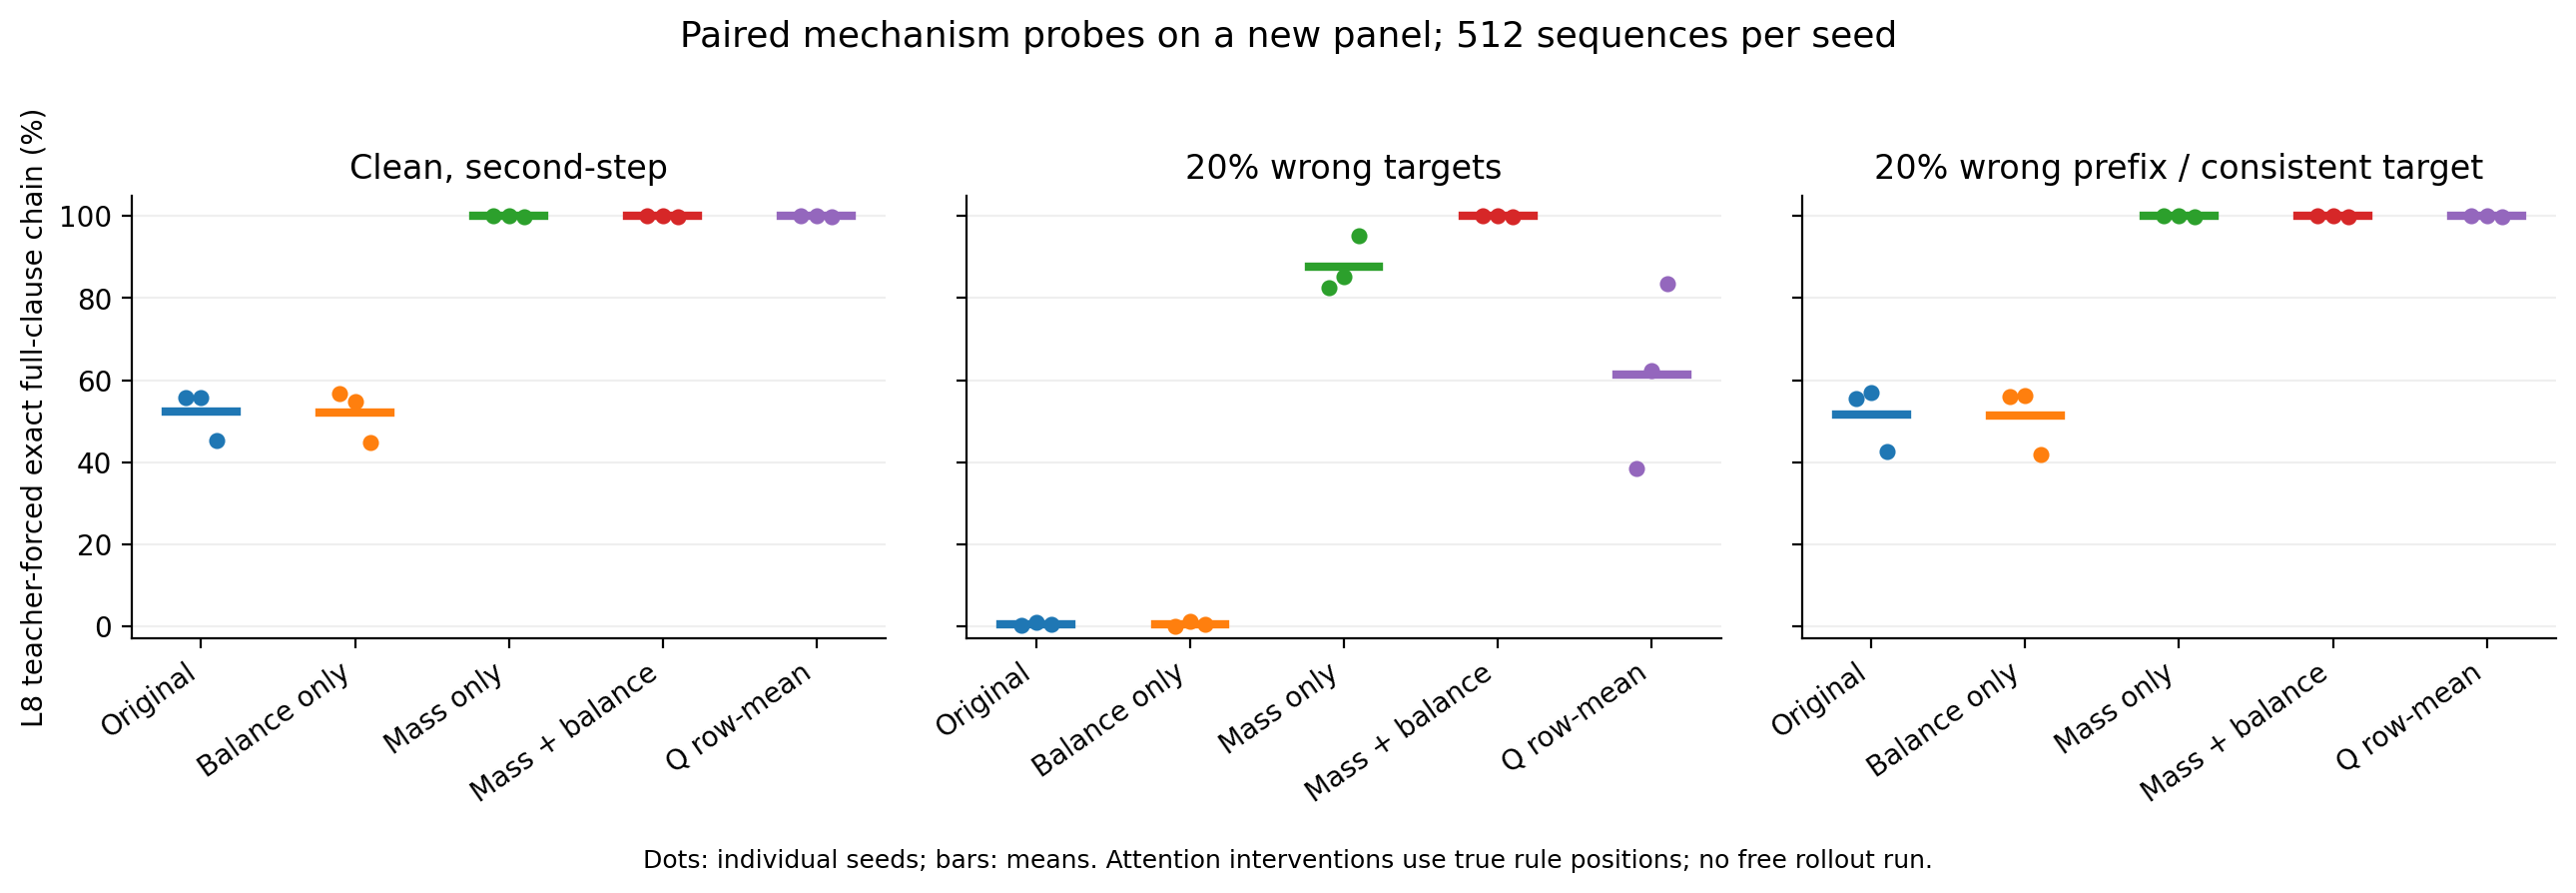 Paired mechanism probes on a new panel; 512 sequences per seed
L8 teacher-forced exact full-clause chain (%)
Clean, second-step
20% wrong targets
20% wrong prefix / consistent target
100
80
60
40
20
0
Original
Balance only
Mass only
Mass + balance
Q row-mean
Original
Balance only
Mass only
Mass + balance
Q row-mean
Original
Balance only
Mass only
Mass + balance
Q row-mean
Dots: individual seeds; bars: means. Attention interventions use true rule positions; no free rollout run.